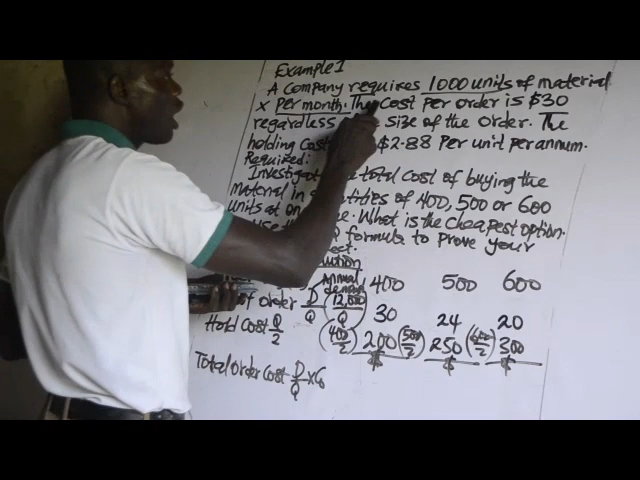 Example 1
A Company requires 1000 units of material
x per month. The Cost Per order is $30
regardless size of the order. The
holding Cost $2.88 Per unit per annum.
Required:
Investigat total cost of buying the
material in quantities of 400, 500 or 600
units at on What is the cheapest option.
formula to prove your
Annual demand 400 500 600
of order D/Q (12,000/Q) 30 24 20
Hold Cost Q/2 (400/2) 200 (500/2) 250 (600/2) 300
$ $ $
Total order Cost D/Q x Co